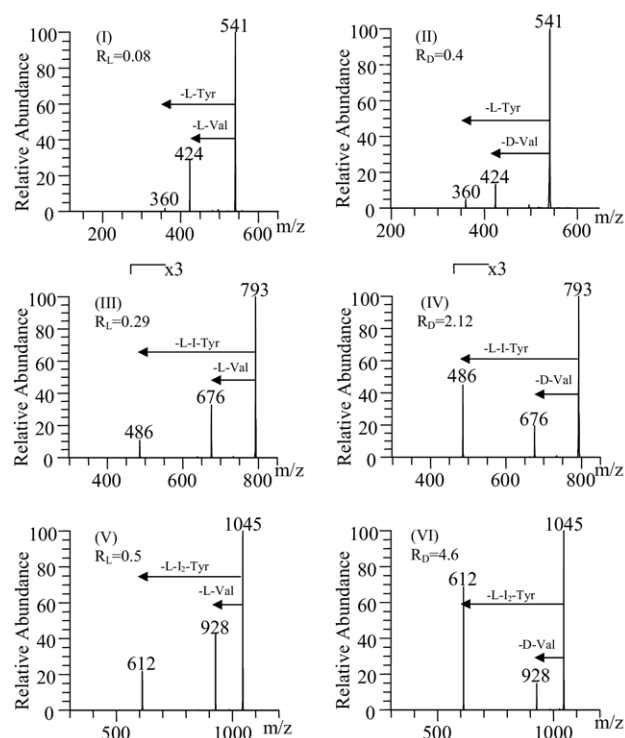 (I)
R_L=0.08
541
-L-Tyr
-L-Val
424
360
Relative Abundance
100
80
60
40
20
0
200 400 600 m/z
(II)
R_D=0.4
541
-L-Tyr
-D-Val
424
360
Relative Abundance
100
80
60
40
20
0
200 400 600 m/z
x3
(III)
R_L=0.29
793
-L-I-Tyr
-L-Val
676
486
Relative Abundance
100
80
60
40
20
0
400 600 800 m/z
x3
(IV)
R_D=2.12
793
-L-I-Tyr
-D-Val
486
676
Relative Abundance
100
80
60
40
20
0
400 600 800 m/z
(V)
R_L=0.5
1045
-L-I₂-Tyr
-L-Val
928
612
Relative Abundance
100
80
60
40
20
0
500 1000 m/z
(VI)
R_D=4.6
1045
612
-L-I₂-Tyr
-D-Val
928
Relative Abundance
100
80
60
40
20
0
500 1000 m/z